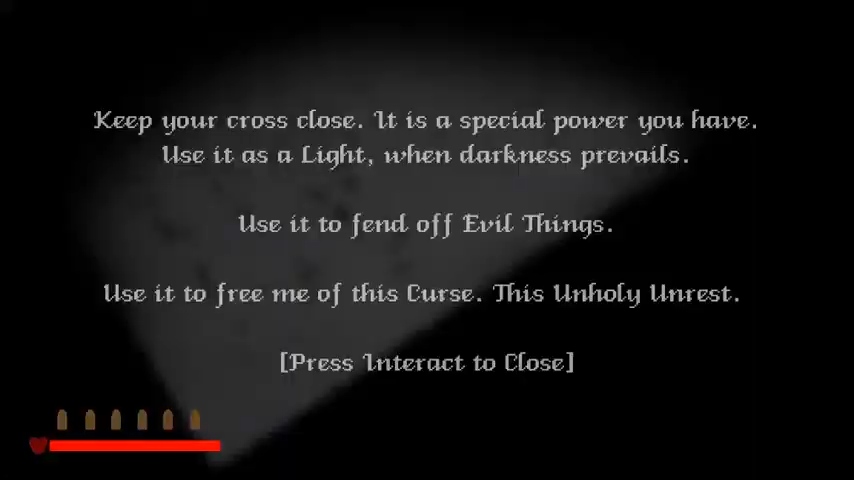 Keep your cross close. It is a special power you have.
Use it as a Light, when darkness prevails.
Use it to fend off Evil Things.
Use it to free me of this Curse. This Unholy Unrest.
[Press Interact to Close]